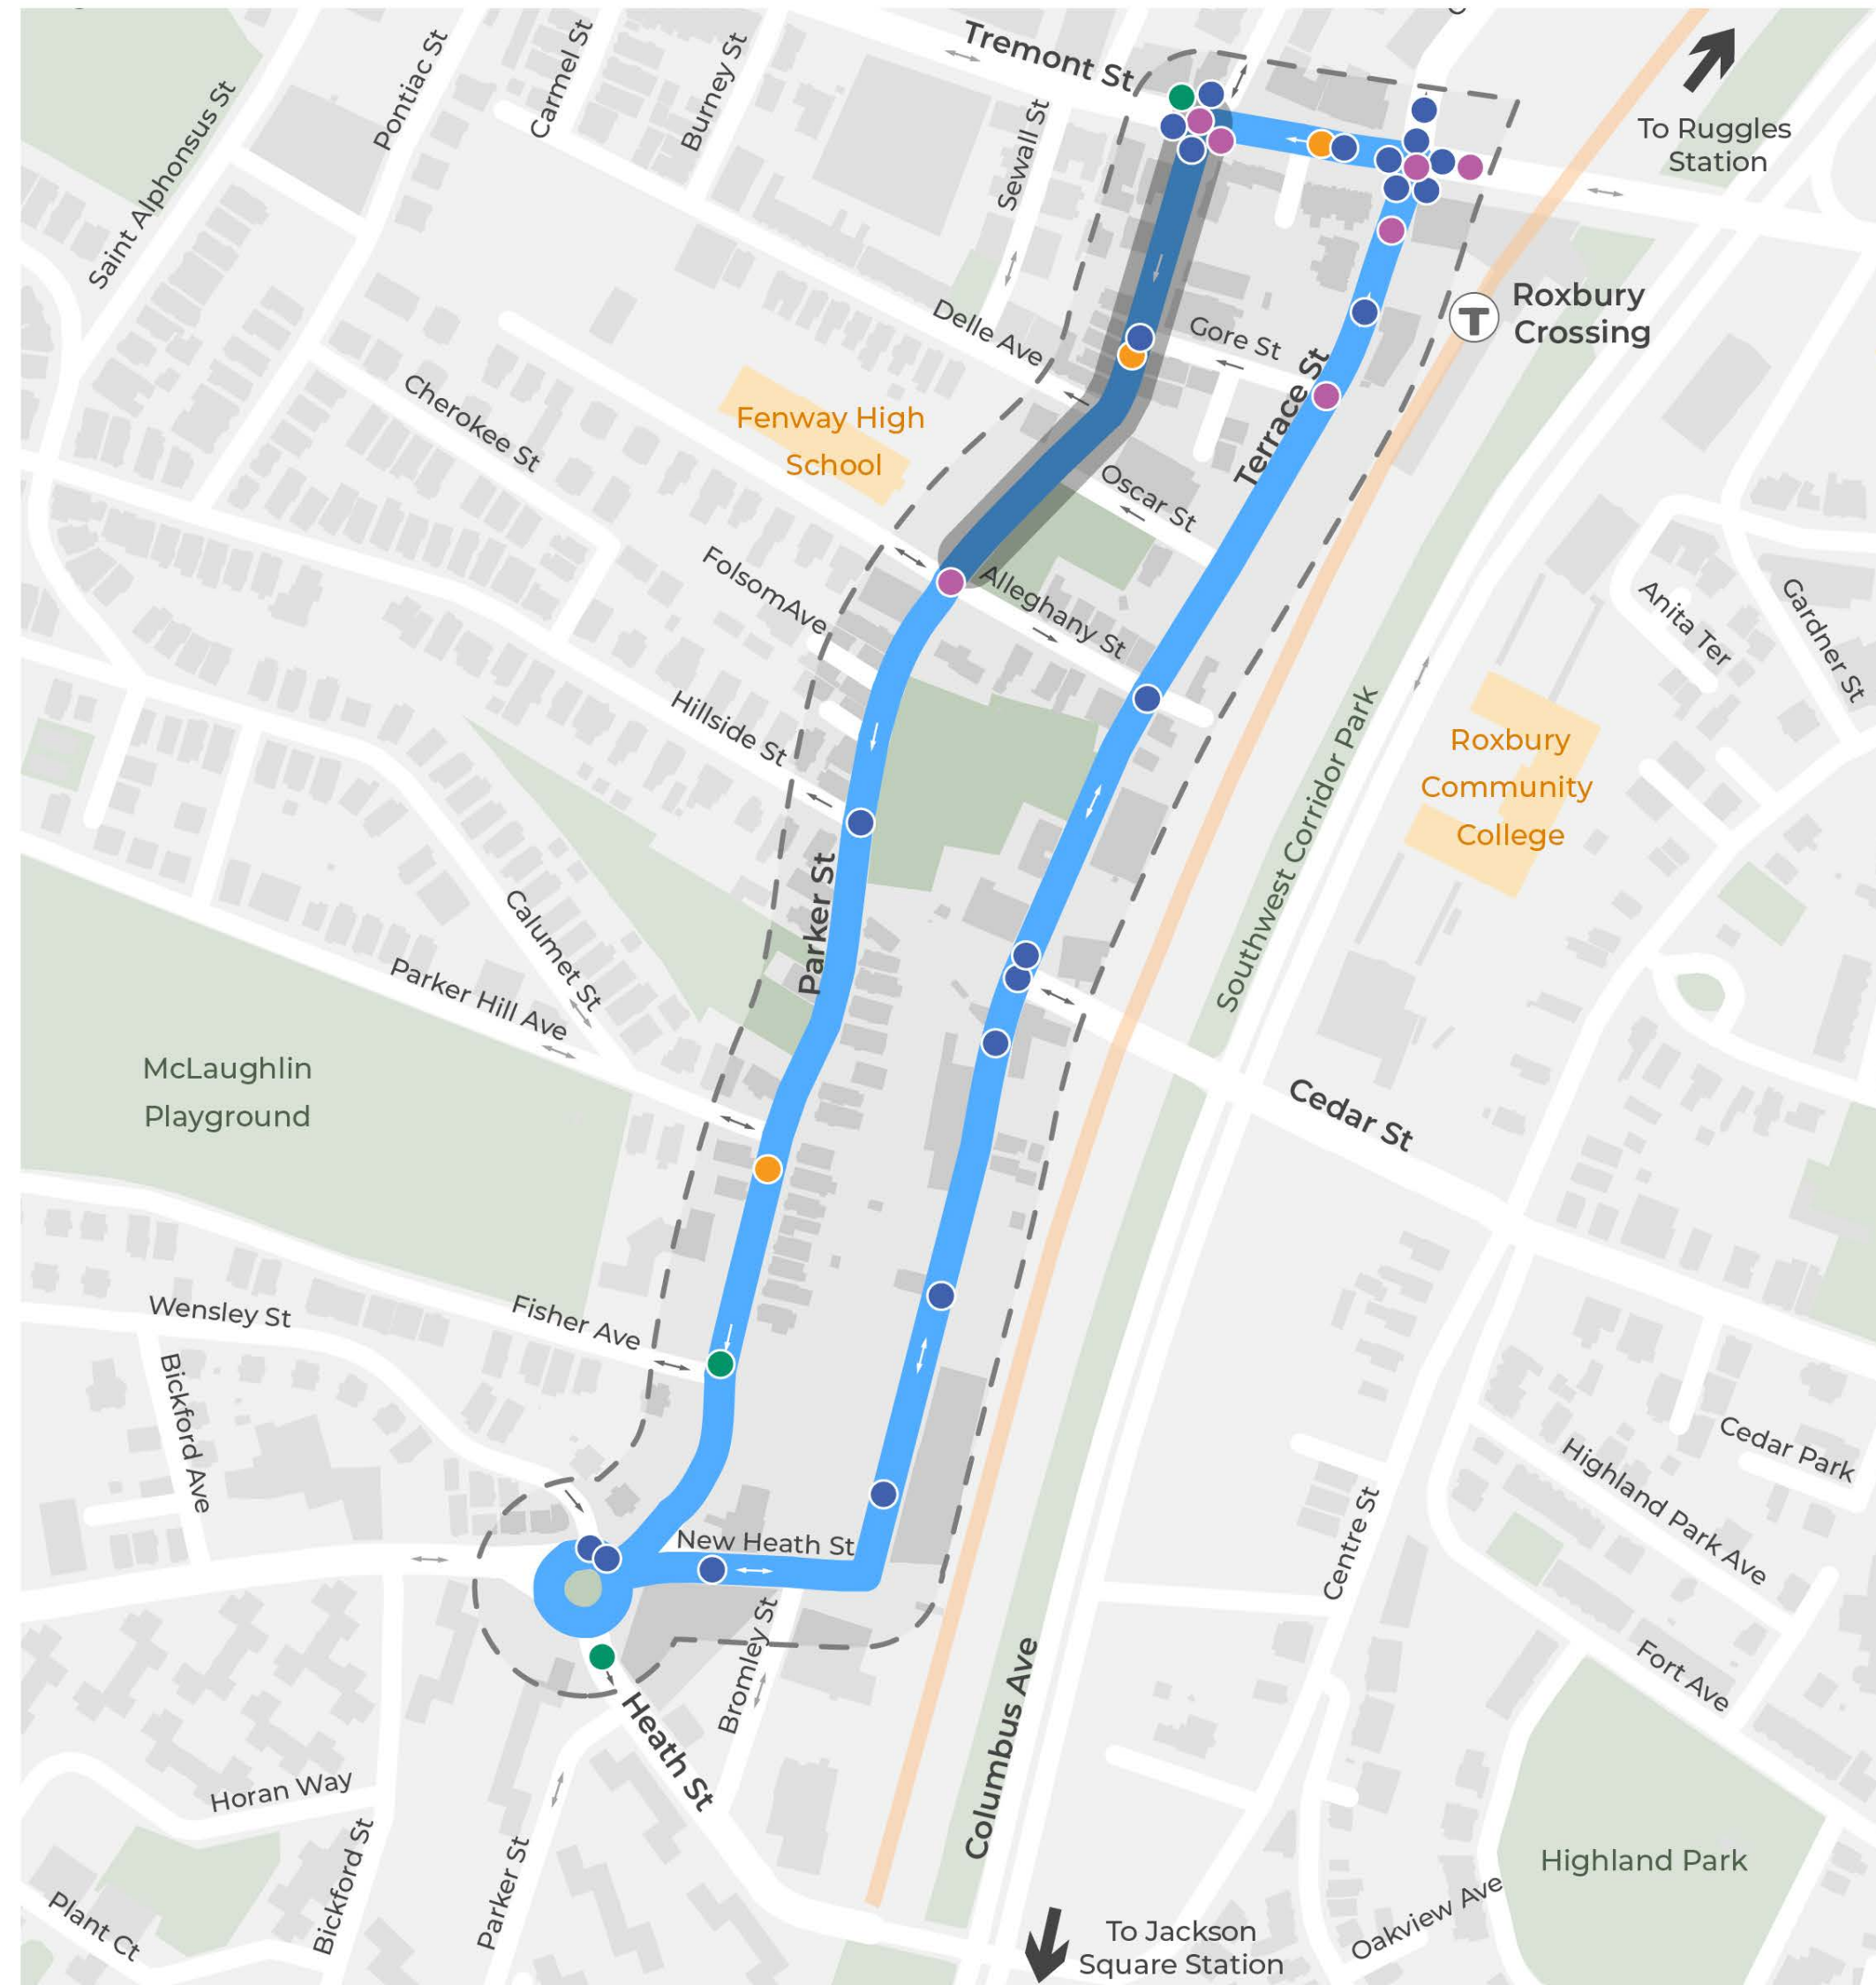 Tremont St
Carmel St
Pontiac St
Burney St
Saint Alphonsus St
Sewall St
To Ruggles
Station
Delle Ave
Gore St
Terrace St
T
Roxbury
Crossing
Cherokee St
Fenway High
School
Oscar St
FolsomAve
Alleghany St
Hillside St
Anita Ter
Gardner St
Roxbury
Community
College
Southwest Corridor Park
Parker St
Calumet St
Parker Hill Ave
McLaughlin
Playground
Cedar St
Wensley St
Fisher Ave
Bickford Ave
New Heath St
Cedar Park
Highland Park Ave
Centre St
Fort Ave
Bromley St
Heath St
Columbus Ave
Horan Way
Bickford St
Parker St
Plant Ct
Highland Park
Oakview Ave
To Jackson
Square Station